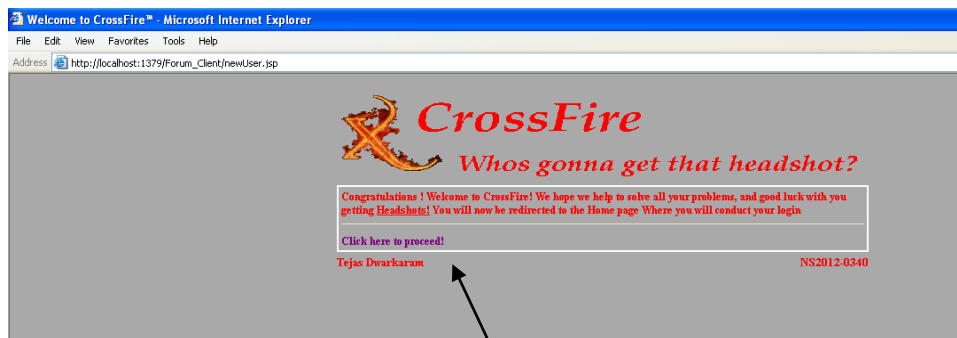 Welcome to CrossFire™ - Microsoft Internet Explorer
File Edit View Favorites Tools Help
Address http://localhost:1379/Forum_Client/newUser.jsp
CrossFire
Whos gonna get that headshot?
Congratulations ! Welcome to CrossFire! We hope we help to solve all your problems, and good luck with you
getting Headshots! You will now be redirected to the Home page Where you will conduct your login
Click here to proceed!
Tejas Dwarkaram NS2012-0340